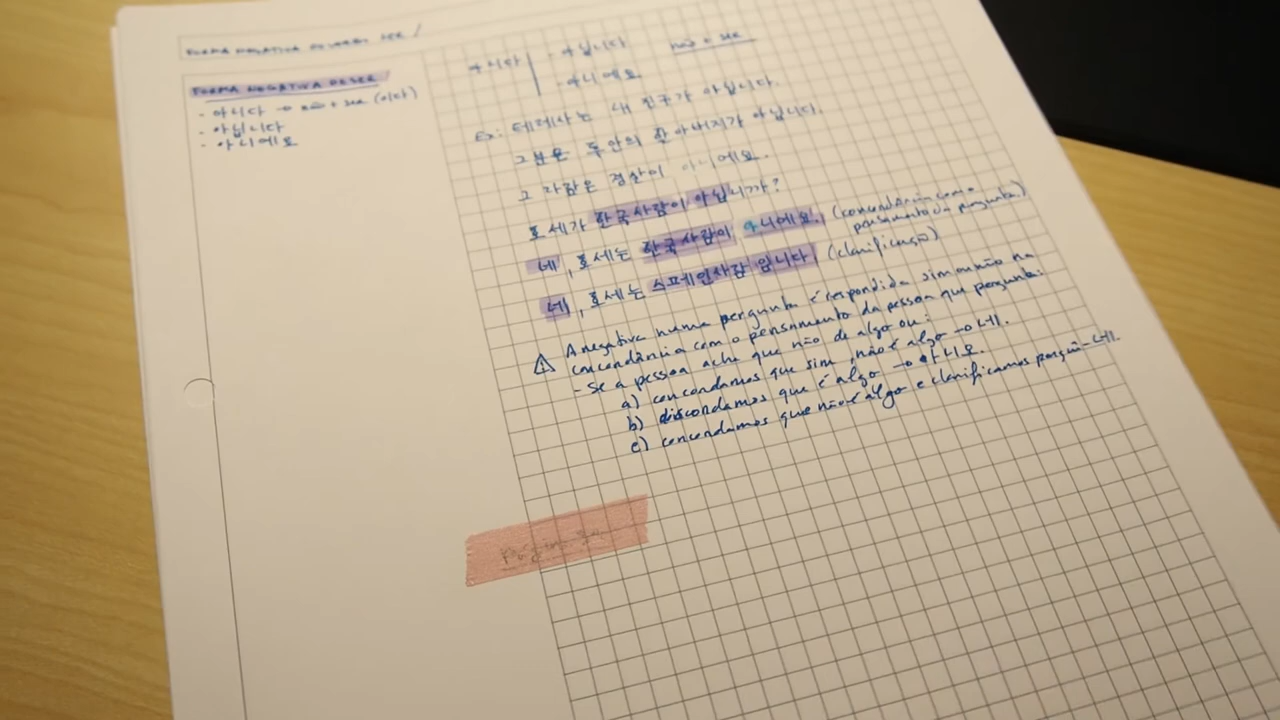 FORMA NEGATIVA DO VERBO SER /
FORMA NEGATIVA DE SER
- 아니다 → não + ser (이다)
- 아닙니다
- 아니에요
아니다
- 아닙니다
não + ser
- 아니에요
Ex: 테레사는 내 친구가 아닙니다.
그분은 두안의 할아버지가 아닙니다.
그 사람은 경찰이 아니에요.
호세가 한국사람이 아닙니까?
네, 호세는 한국사람이 아니에요. (concordância com o pensamento da pergunta.)
네, 호세는 스페인사람 입니다. (clarificação)
A negativa numa pergunta é respondida sim ou não na
concordância com o pensamento da pessoa que pergunta:
- Se a pessoa acha que não é algo ou:
a) concordamos que sim, não é algo → 네.
b) discordamos que é algo → 아니요.
c) concordamos que não é algo e clarificamos porquê - 네.